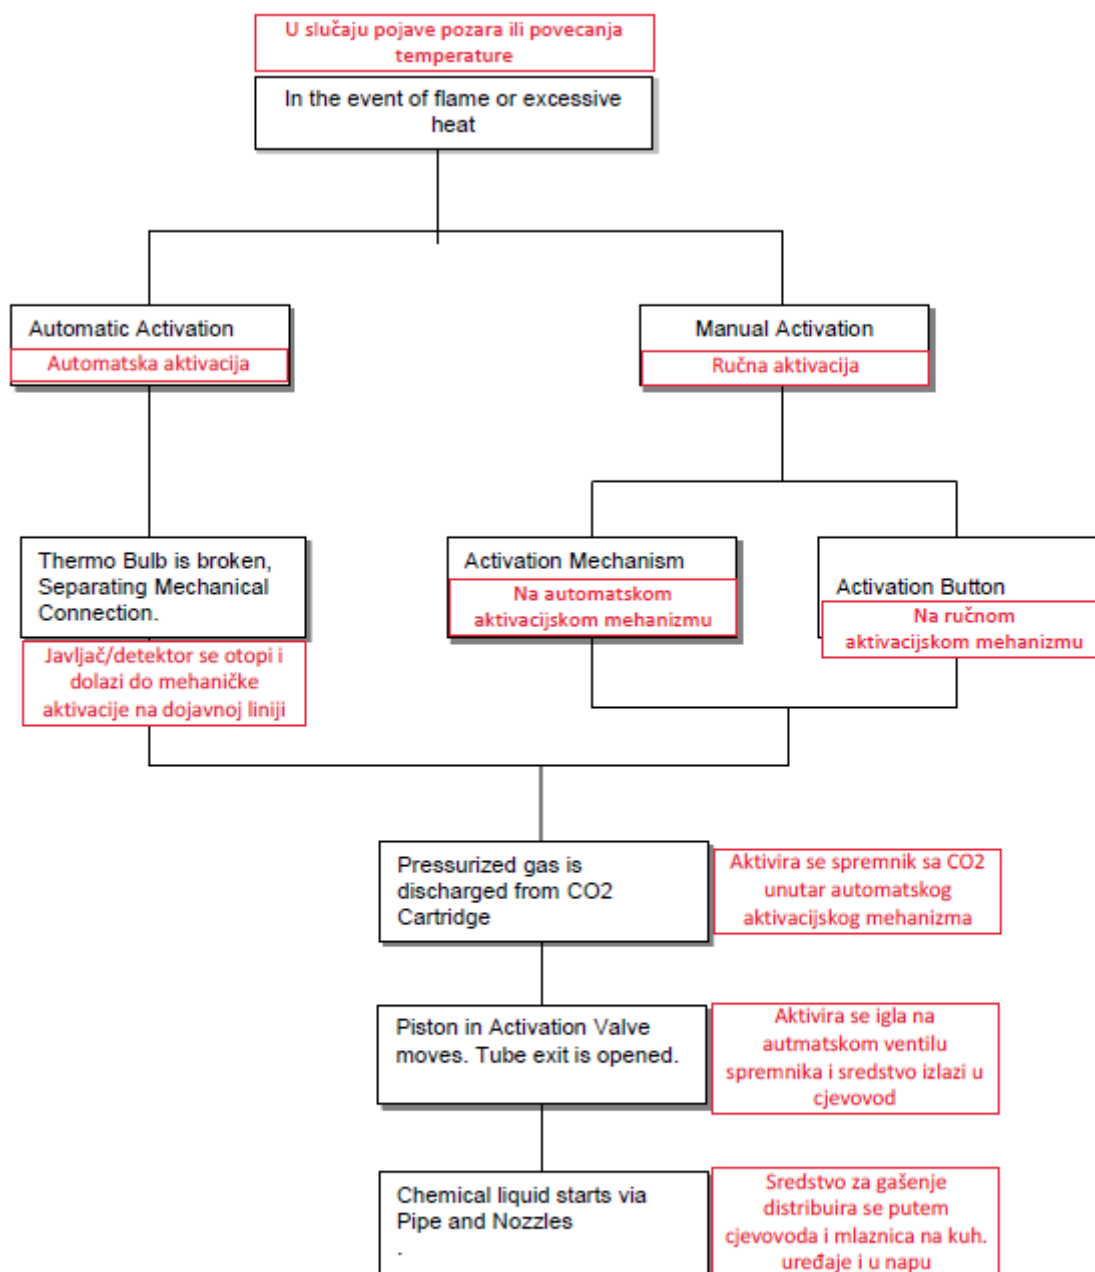 U slučaju pojave pozara ili povecanja
temperature
In the event of flame or excessive
heat
Automatic Activation
Automatska aktivacija
Manual Activation
Ručna aktivacija
Thermo Bulb is broken,
Separating Mechanical
Connection.
Javljač/detektor se otopi i
dolazi do mehaničke
aktivacije na dojavnoj liniji
Activation Mechanism
Na automatskom
aktivacijskom mehanizmu
Activation Button
Na ručnom
aktivacijskom mehanizmu
Pressurized gas is
discharged from CO2
Cartridge
Aktivira se spremnik sa CO2
unutar automatskog
aktivacijskog mehanizma
Piston in Activation Valve
moves. Tube exit is opened.
Aktivira se igla na
autmatskom ventilu
spremnika i sredstvo izlazi u
cjevovod
Chemical liquid starts via
Pipe and Nozzles
.
Sredstvo za gašenje
distribuira se putem
cjevovoda i mlaznica na kuh.
uređaje i u napu